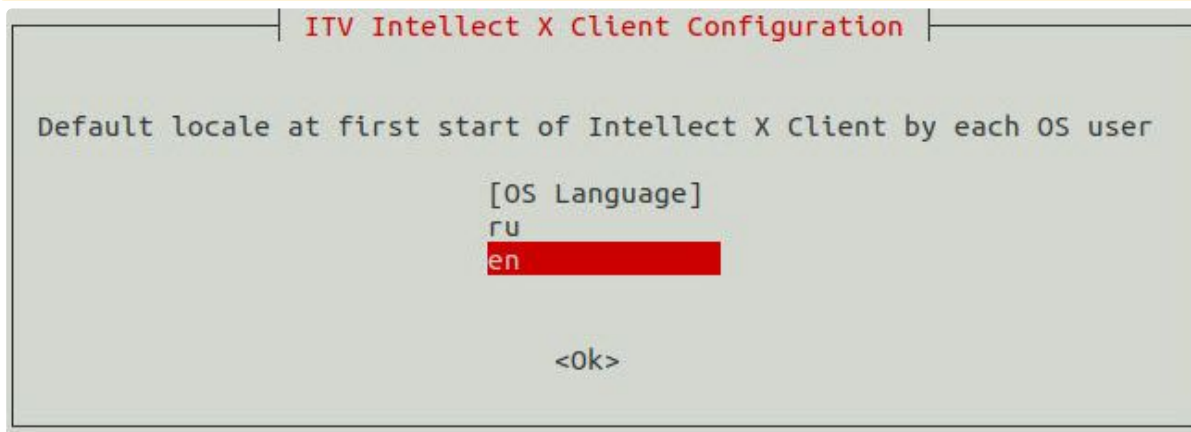 ITV Intellect X Client Configuration
Default locale at first start of Intellect X Client by each OS user
[OS Language]
ru
en
<Ok>